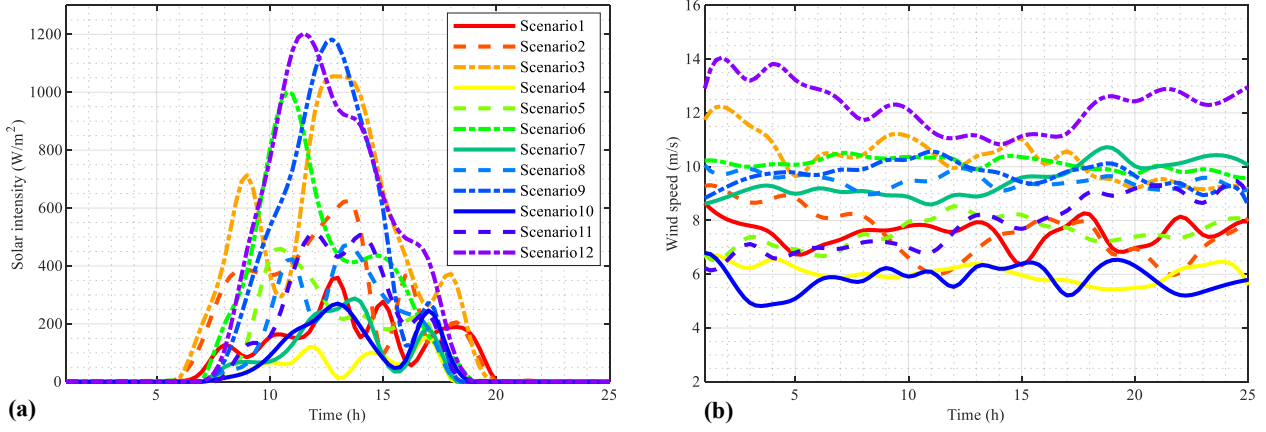 1200
1000
800
600
400
200
0
Solar intensity (W/m²)
5
10
15
20
25
Time (h)
(a)
Scenario1
Scenario2
Scenario3
Scenario4
Scenario5
Scenario6
Scenario7
Scenario8
Scenario9
Scenario10
Scenario11
Scenario12
16
14
12
10
8
6
4
2
Wind speed (m/s)
5
10
15
20
25
Time (h)
(b)